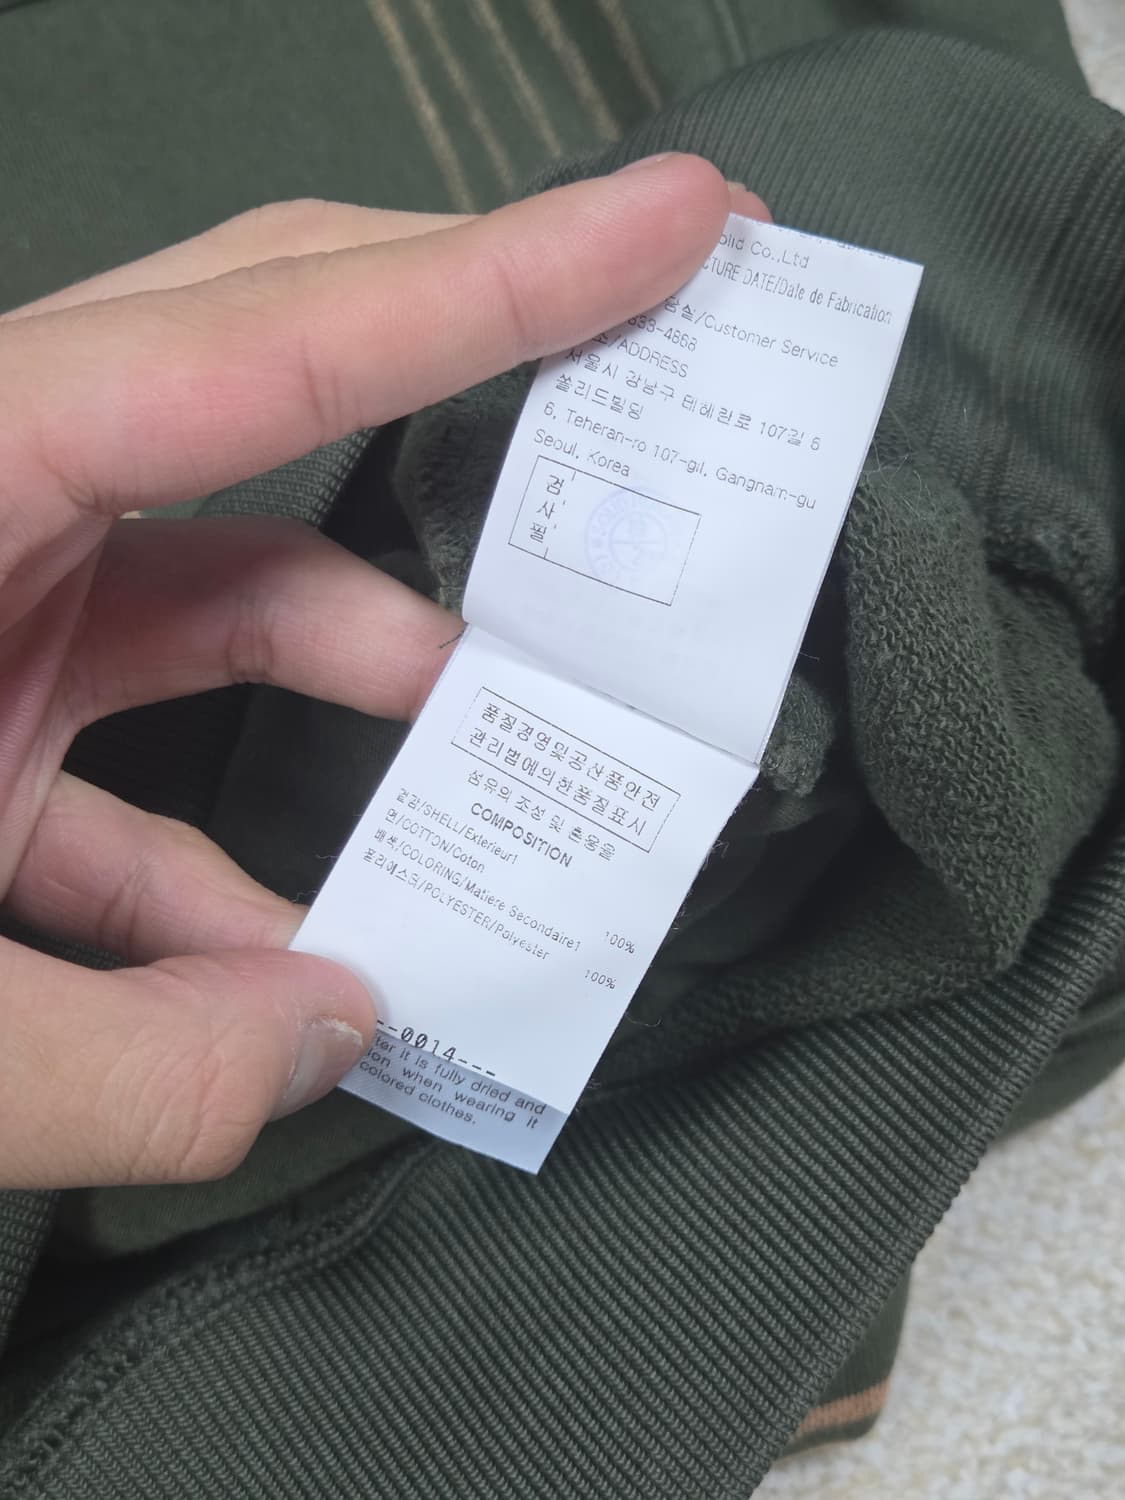 olid Co.,Ltd
CTURE DATE/Date de Fabrication
담실/Customer Service
833-4868
소/ADDRESS
서울시 강남구 테헤란로 107길 6
쏠리드빌딩
6, Teheran-ro 107-gil, Gangnam-gu
Seoul, Korea
검사필
품질경영및공산품안전
관리법에의한품질표시
섬유의 조성 및 혼용율
COMPOSITION
겉감/SHELL/Exterieur1
면/COTTON/Coton 100%
배색/COLORING/Matiere Secondaire1
폴리에스터/POLYESTER/Polyester 100%
--0014---
ter it is fully dried and
ion when wearing it
colored clothes.